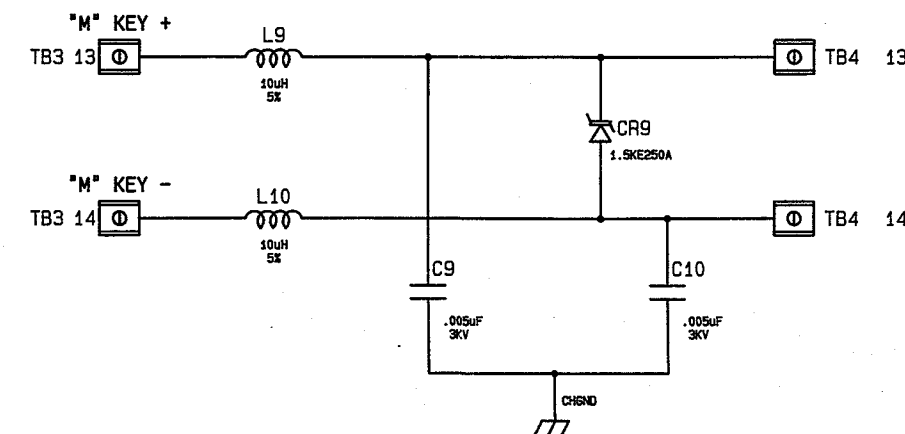 "M" KEY +
L9
TB3 13
TB4 13
10uH
5%
CR9
1.5KE250A
"M" KEY -
L10
TB3 14
TB4 14
10uH
5%
C9
C10
.005uF
3KV
.005uF
3KV
CHGND